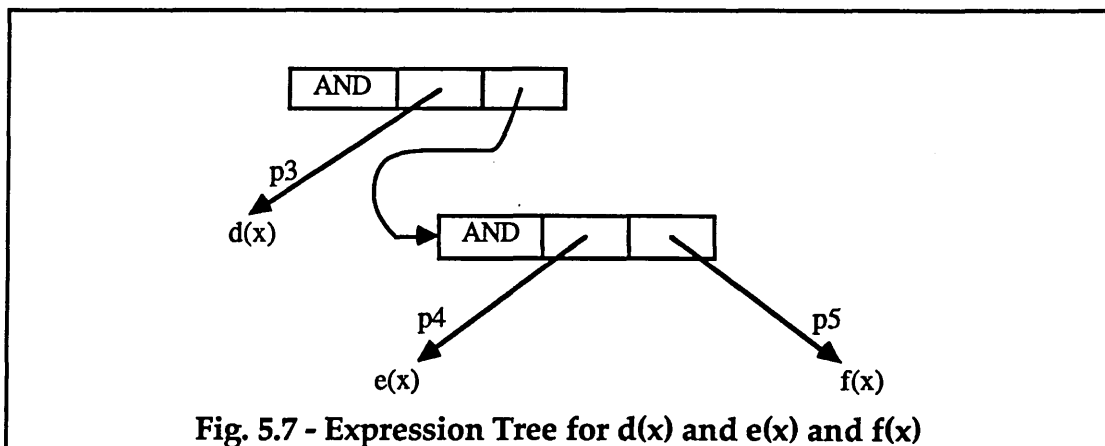 AND
p3
d(x)
AND
p4
p5
e(x)
f(x)
Fig. 5.7 - Expression Tree for d(x) and e(x) and f(x)